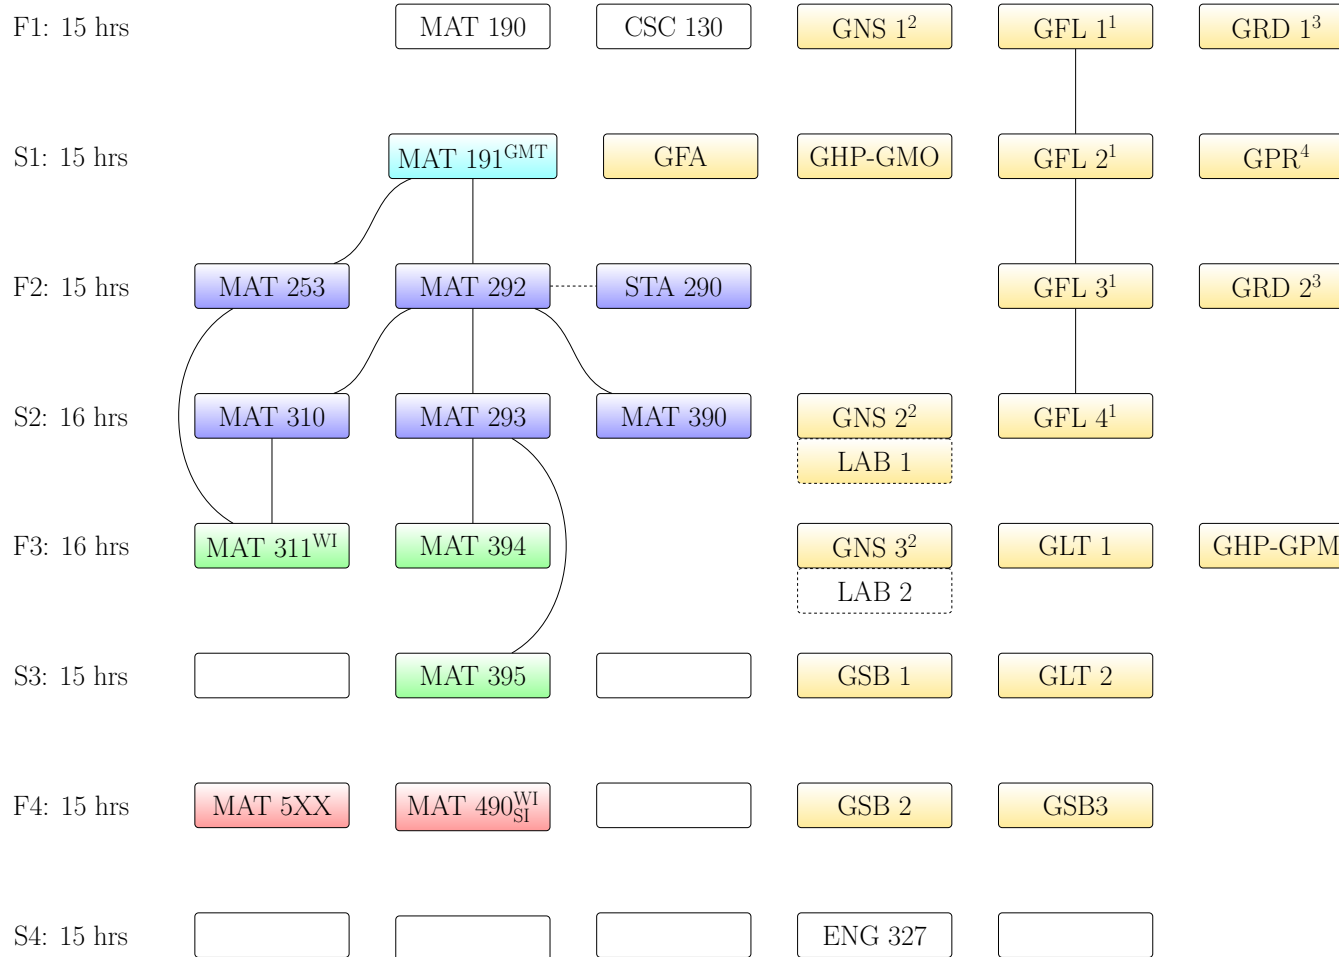 F1: 15 hrs MAT 190 CSC 130 GNS 1² GFL 1¹ GRD 1³
S1: 15 hrs MAT 191ᴳᴹᵀ GFA GHP-GMO GFL 2¹ GPR⁴
F2: 15 hrs MAT 253 MAT 292 STA 290 GFL 3¹ GRD 2³
S2: 16 hrs MAT 310 MAT 293 MAT 390 GNS 2² GFL 4¹
LAB 1
F3: 16 hrs MAT 311ᵂᴵ MAT 394 GNS 3² GLT 1 GHP-GPM
LAB 2
S3: 15 hrs MAT 395 GSB 1 GLT 2
F4: 15 hrs MAT 5XX MAT 490 WI SI GSB 2 GSB3
S4: 15 hrs ENG 327